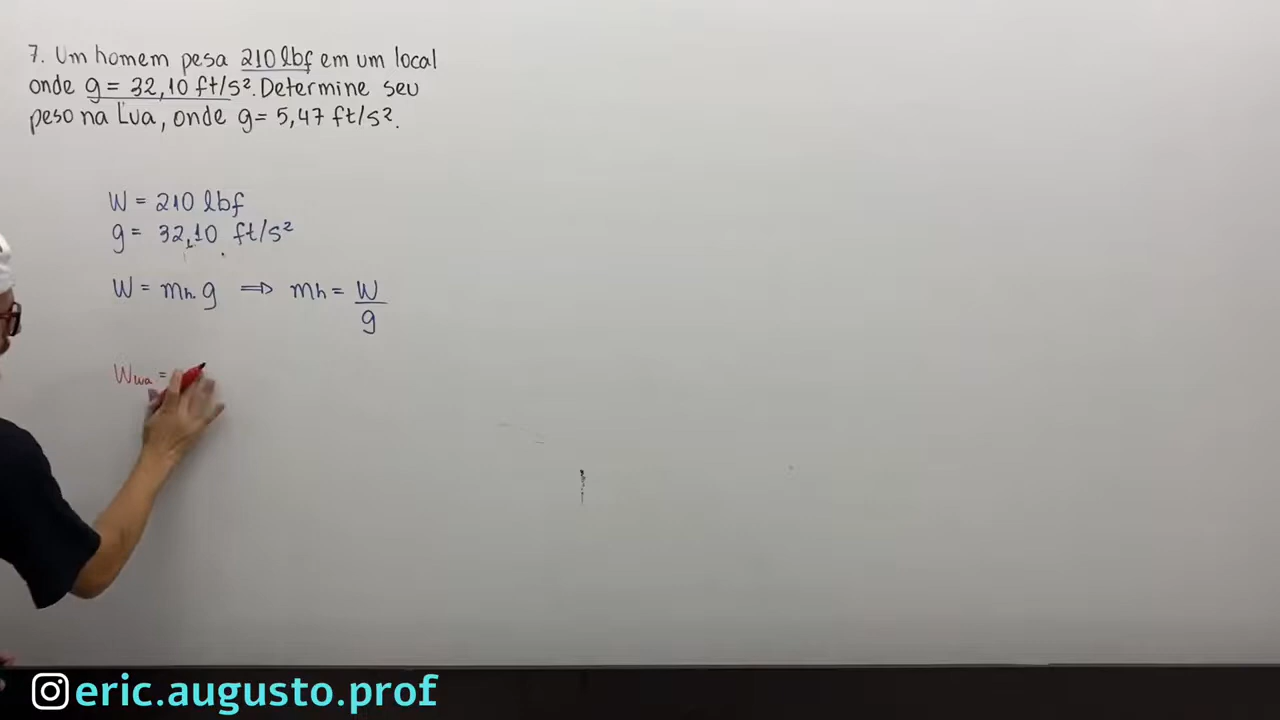 7. Um homem pesa 210 lbf em um local
onde g = 32,10 ft/s². Determine seu
peso na Lua, onde g = 5,47 ft/s².
W = 210 lbf
g = 32,10 ft/s²
W = mh. g ⟹ mh = W/g
WLua =
eric.augusto.prof